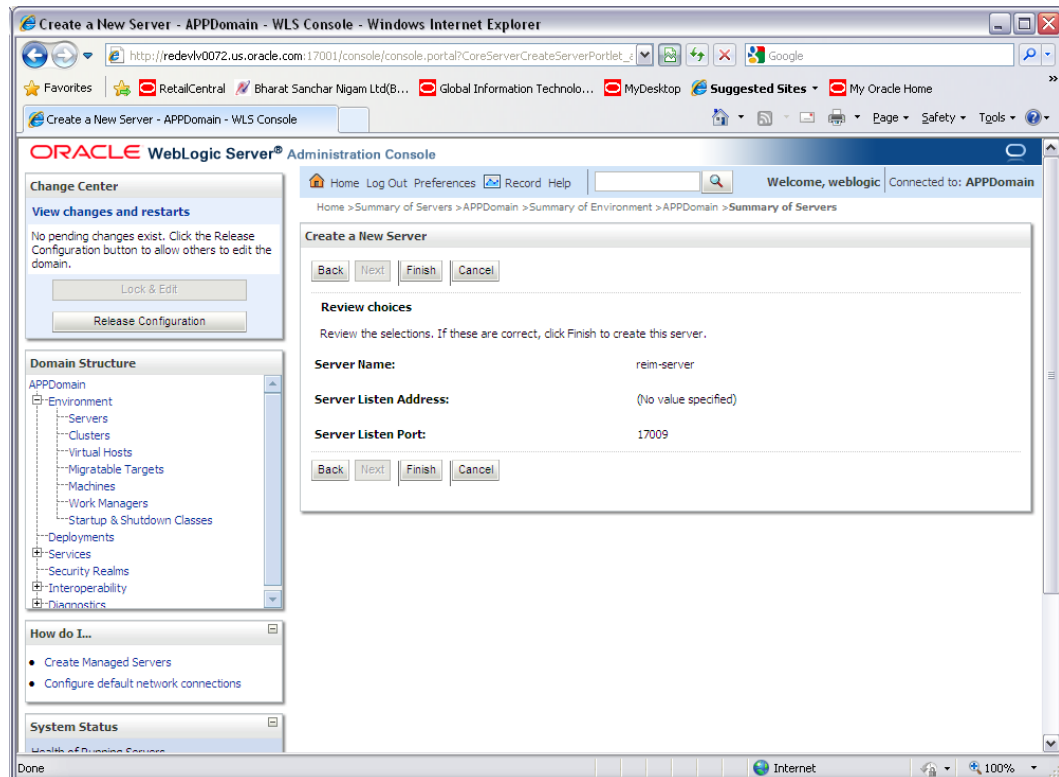 Create a New Server - APPDomain - WLS Console - Windows Internet Explorer
http://redevlv0072.us.oracle.com:17001/console/console.portal?CoreServerCreateServerPortlet_
Google
Favorites RetailCentral Bharat Sanchar Nigam Ltd(B... Global Information Technolo... MyDesktop Suggested Sites My Oracle Home »
Create a New Server - APPDomain - WLS Console
Page Safety Tools
ORACLE WebLogic Server® Administration Console
Change Center
View changes and restarts
No pending changes exist. Click the Release
Configuration button to allow others to edit the
domain.
Lock & Edit
Release Configuration
Domain Structure
APPDomain
Environment
Servers
Clusters
Virtual Hosts
Migratable Targets
Machines
Work Managers
Startup & Shutdown Classes
Deployments
Services
Security Realms
Interoperability
Diagnostics
How do I...
Create Managed Servers
Configure default network connections
System Status
Health of Running Servers
Home Log Out Preferences Record Help
Welcome, weblogic Connected to: APPDomain
Home >Summary of Servers >APPDomain >Summary of Environment >APPDomain >Summary of Servers
Create a New Server
Back Next Finish Cancel
Review choices
Review the selections. If these are correct, click Finish to create this server.
Server Name: reim-server
Server Listen Address: (No value specified)
Server Listen Port: 17009
Back Next Finish Cancel
Done
Internet
100%